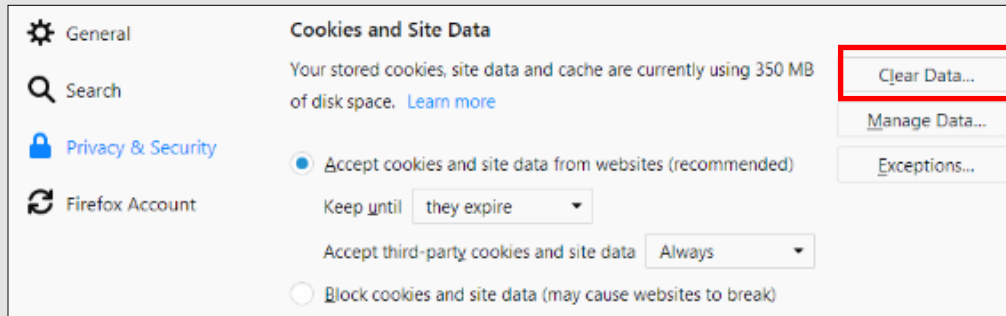 General
Search
Privacy & Security
Firefox Account
Cookies and Site Data
Your stored cookies, site data and cache are currently using 350 MB
of disk space. Learn more
Clear Data...
Manage Data...
Exceptions...
Accept cookies and site data from websites (recommended)
Keep until they expire
Accept third-party cookies and site data Always
Block cookies and site data (may cause websites to break)